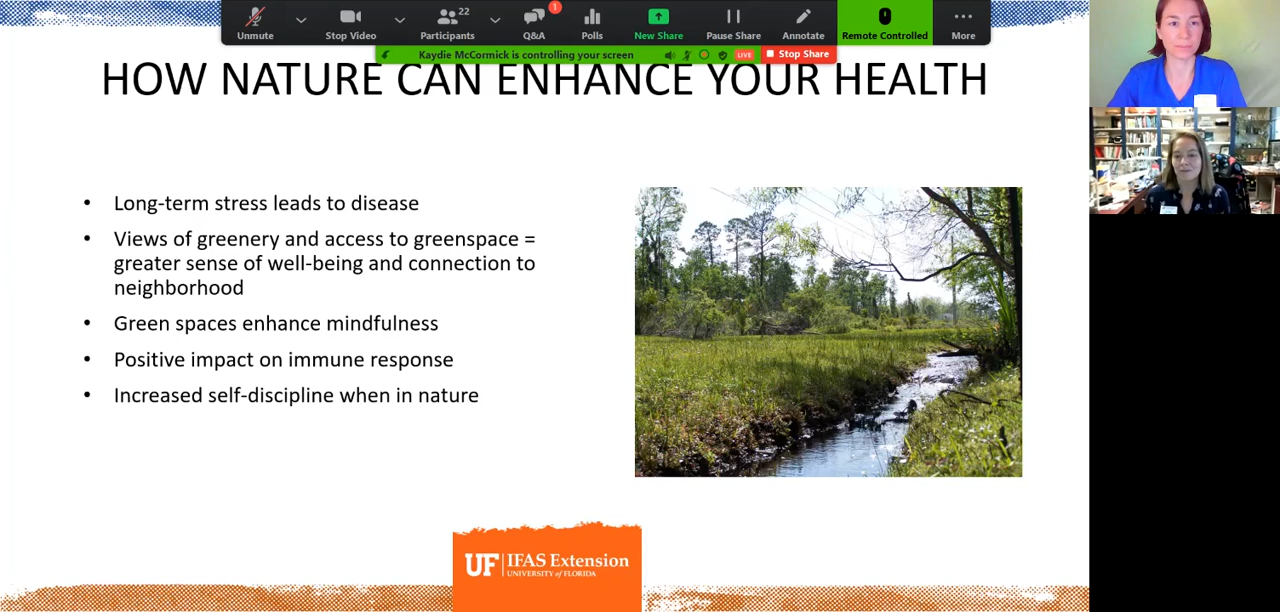 22
1
Unmute
Stop Video
Participants
Q&A
Polls
New Share
Pause Share
Annotate
Remote Controlled
More
Kaydie McCormick is controlling your screen
LIVE
Stop Share
HOW NATURE CAN ENHANCE YOUR HEALTH
• Long-term stress leads to disease
• Views of greenery and access to greenspace =
greater sense of well-being and connection to
neighborhood
• Green spaces enhance mindfulness
• Positive impact on immune response
• Increased self-discipline when in nature
UF IFAS Extension
UNIVERSITY of FLORIDA